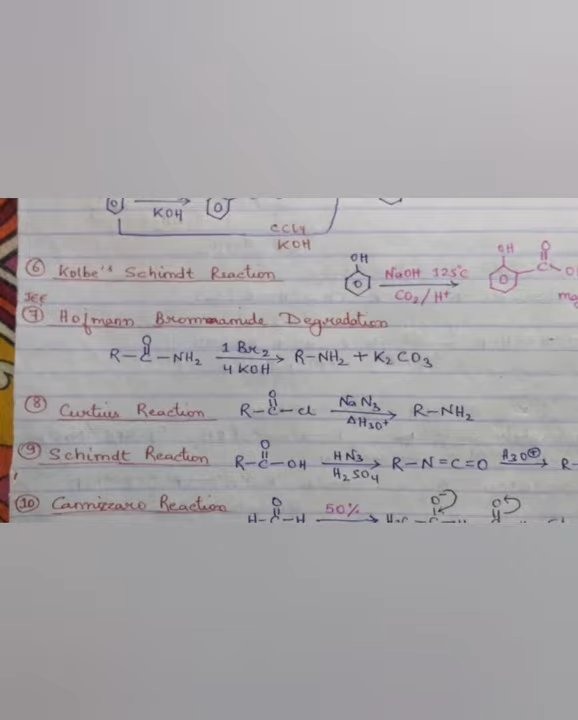 KOH
CCl4
KOH
⑥ Kolbe's Schimdt Reaction OH NaOH 125°C OH O
CO2/H+ C–O
JEE
⑦ Hofmann Bromoamide Degradation
O
R–C–NH2 1 Br2 R–NH2 + K2CO3
4 KOH
⑧ Curtius Reaction R–C–Cl NaN3 R–NH2
O ΔH3O+
⑨ Schimdt Reaction O
R–C–OH HN3 R–N=C=O H3O⊕ R–
H2SO4
⑩ Cannizzaro Reaction O
H–C–H 50% O- O